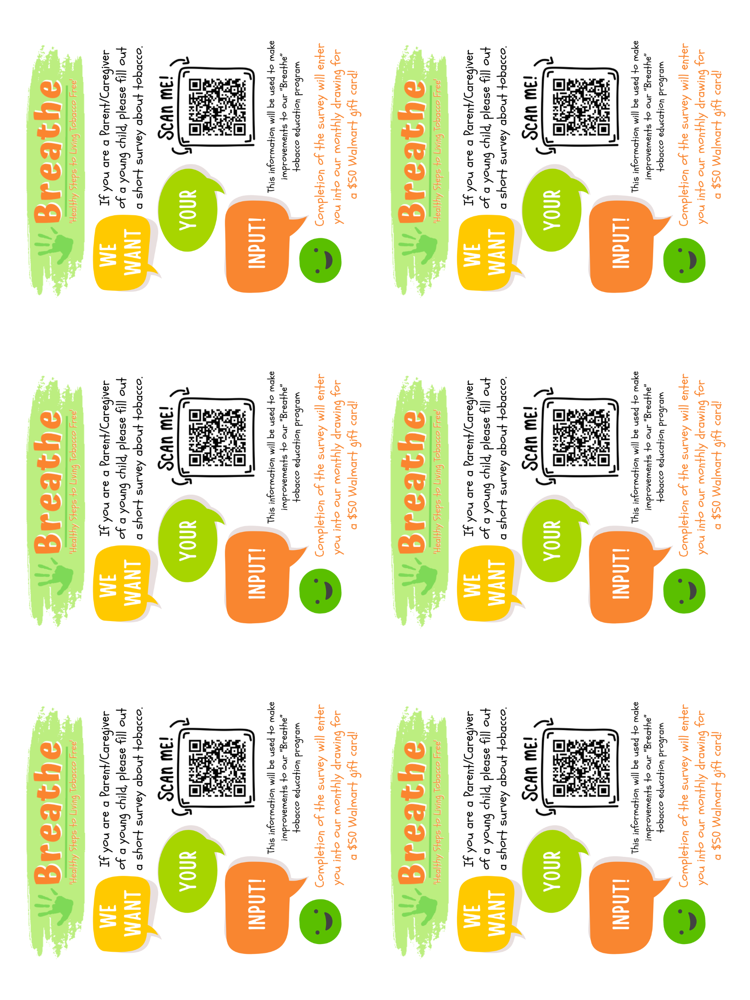 Breathe
'Healthy Steps to Living Tobacco Free'
WE
WANT
YOUR
INPUT!
If you are a Parent/Caregiver
of a young child, please fill out
a short survey about tobacco.
Scan ME!
This information will be used to make
improvements to our "Breathe"
tobacco education program
Completion of the survey will enter
you into our monthly drawing for
a $50 Walmart gift card!
Breathe
'Healthy Steps to Living Tobacco Free'
WE
WANT
YOUR
INPUT!
If you are a Parent/Caregiver
of a young child, please fill out
a short survey about tobacco.
Scan ME!
This information will be used to make
improvements to our "Breathe"
tobacco education program
Completion of the survey will enter
you into our monthly drawing for
a $50 Walmart gift card!
Breathe
'Healthy Steps to Living Tobacco Free'
WE
WANT
YOUR
INPUT!
If you are a Parent/Caregiver
of a young child, please fill out
a short survey about tobacco.
Scan ME!
This information will be used to make
improvements to our "Breathe"
tobacco education program
Completion of the survey will enter
you into our monthly drawing for
a $50 Walmart gift card!
Breathe
'Healthy Steps to Living Tobacco Free'
WE
WANT
YOUR
INPUT!
If you are a Parent/Caregiver
of a young child, please fill out
a short survey about tobacco.
Scan ME!
This information will be used to make
improvements to our "Breathe"
tobacco education program
Completion of the survey will enter
you into our monthly drawing for
a $50 Walmart gift card!
Breathe
'Healthy Steps to Living Tobacco Free'
WE
WANT
YOUR
INPUT!
If you are a Parent/Caregiver
of a young child, please fill out
a short survey about tobacco.
Scan ME!
This information will be used to make
improvements to our "Breathe"
tobacco education program
Completion of the survey will enter
you into our monthly drawing for
a $50 Walmart gift card!
Breathe
'Healthy Steps to Living Tobacco Free'
WE
WANT
YOUR
INPUT!
If you are a Parent/Caregiver
of a young child, please fill out
a short survey about tobacco.
Scan ME!
This information will be used to make
improvements to our "Breathe"
tobacco education program
Completion of the survey will enter
you into our monthly drawing for
a $50 Walmart gift card!